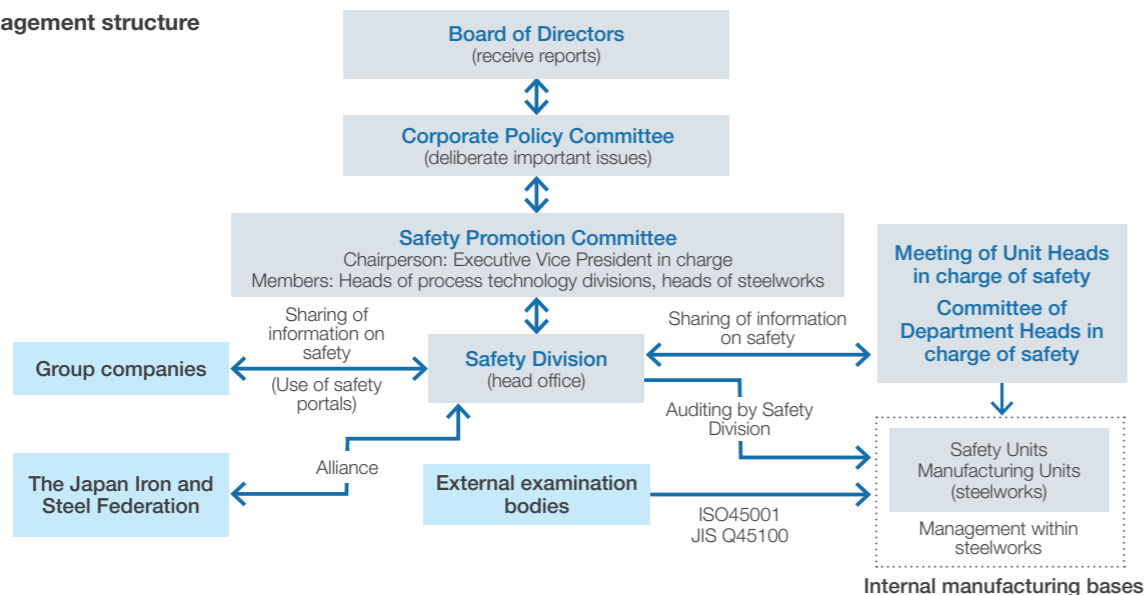 agement structure
Board of Directors
(receive reports)
Corporate Policy Committee
(deliberate important issues)
Safety Promotion Committee
Chairperson: Executive Vice President in charge
Members: Heads of process technology divisions, heads of steelworks
Meeting of Unit Heads
in charge of safety
Committee of
Department Heads in
charge of safety
Sharing of
information on
safety
(Use of safety
portals)
Group companies
Safety Division
(head office)
Sharing of information
on safety
Auditing by Safety
Division
Alliance
The Japan Iron and
Steel Federation
External examination
bodies
ISO45001
JIS Q45100
Safety Units
Manufacturing Units
(steelworks)
Management within
steelworks
Internal manufacturing bases